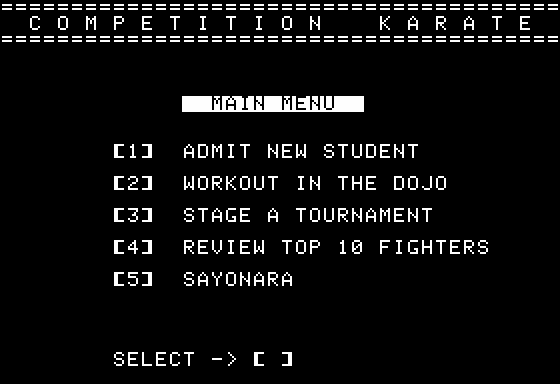 ========================================
C O M P E T I T I O N   K A R A T E
========================================
MAIN MENU
[1] ADMIT NEW STUDENT
[2] WORKOUT IN THE DOJO
[3] STAGE A TOURNAMENT
[4] REVIEW TOP 10 FIGHTERS
[5] SAYONARA
SELECT -> [ ]